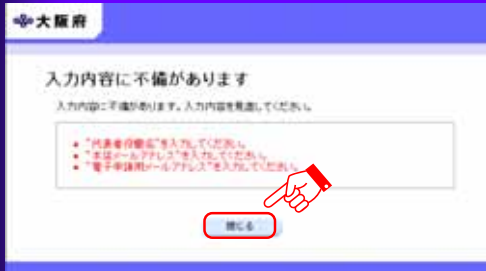 大阪府
入力内容に不備があります
入力内容に不備があります。入力内容を見直してください。
"代表者役職名"を入力してください。
"本店メールアドレス"を入力してください。
"電子申請用メールアドレス"を入力してください。
閉じる